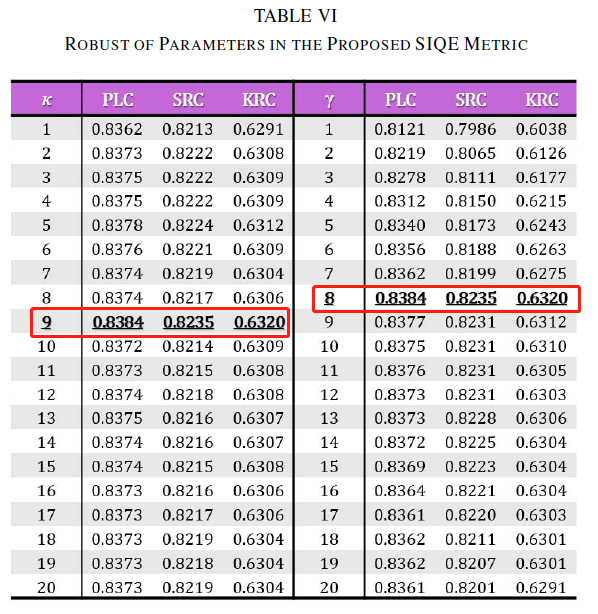 TABLE VI
ROBUST OF PARAMETERS IN THE PROPOSED SIQE METRIC
κ PLC SRC KRC γ PLC SRC KRC
1 0.8362 0.8213 0.6291 1 0.8121 0.7986 0.6038
2 0.8373 0.8222 0.6308 2 0.8219 0.8065 0.6126
3 0.8375 0.8222 0.6309 3 0.8278 0.8111 0.6177
4 0.8375 0.8222 0.6309 4 0.8312 0.8150 0.6215
5 0.8378 0.8224 0.6312 5 0.8340 0.8173 0.6243
6 0.8376 0.8221 0.6309 6 0.8356 0.8188 0.6263
7 0.8374 0.8219 0.6304 7 0.8362 0.8199 0.6275
8 0.8374 0.8217 0.6306 8 0.8384 0.8235 0.6320
9 0.8384 0.8235 0.6320 9 0.8377 0.8231 0.6312
10 0.8372 0.8214 0.6309 10 0.8375 0.8231 0.6310
11 0.8373 0.8215 0.6308 11 0.8376 0.8231 0.6305
12 0.8374 0.8218 0.6308 12 0.8373 0.8231 0.6303
13 0.8375 0.8216 0.6307 13 0.8373 0.8228 0.6306
14 0.8374 0.8216 0.6307 14 0.8372 0.8225 0.6304
15 0.8374 0.8215 0.6308 15 0.8369 0.8223 0.6304
16 0.8373 0.8216 0.6306 16 0.8364 0.8221 0.6304
17 0.8373 0.8217 0.6306 17 0.8361 0.8220 0.6303
18 0.8373 0.8219 0.6304 18 0.8362 0.8211 0.6301
19 0.8373 0.8218 0.6304 19 0.8362 0.8207 0.6301
20 0.8373 0.8219 0.6304 20 0.8361 0.8201 0.6291